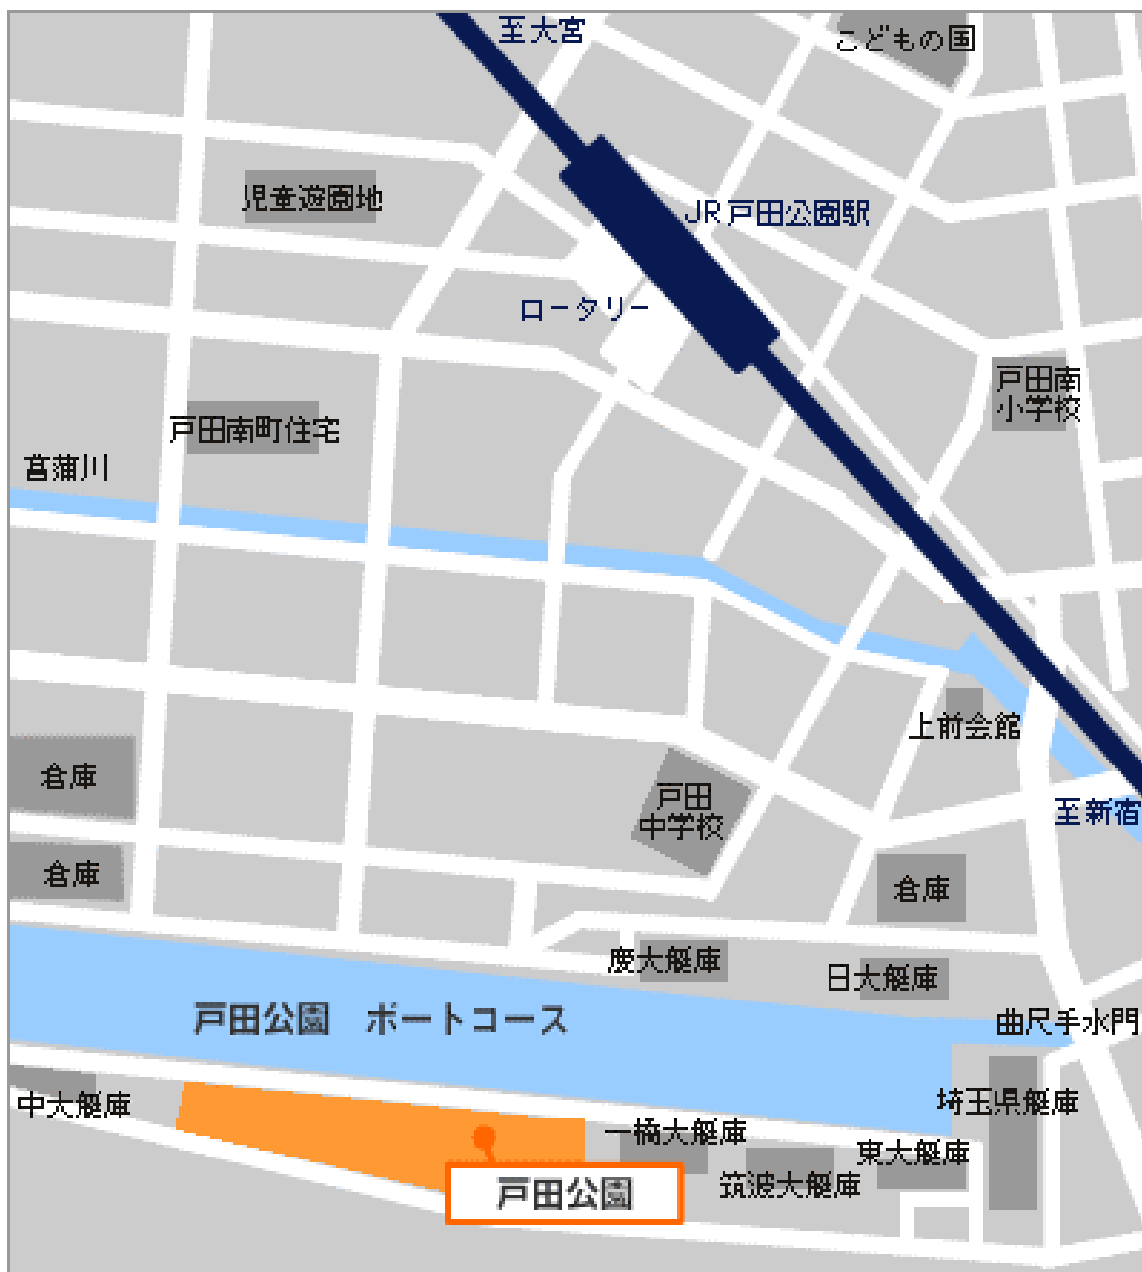 至大宮
こどもの国
児童遊園地
JR戸田公園駅
ロータリー
戸田南
小学校
戸田南町住宅
菖蒲川
上前会館
倉庫
戸田
中学校
至新宿
倉庫
倉庫
慶大艇庫
日大艇庫
戸田公園 ボートコース
曲尺手水門
中大艇庫
埼玉県艇庫
一橋大艇庫
東大艇庫
筑波大艇庫
戸田公園